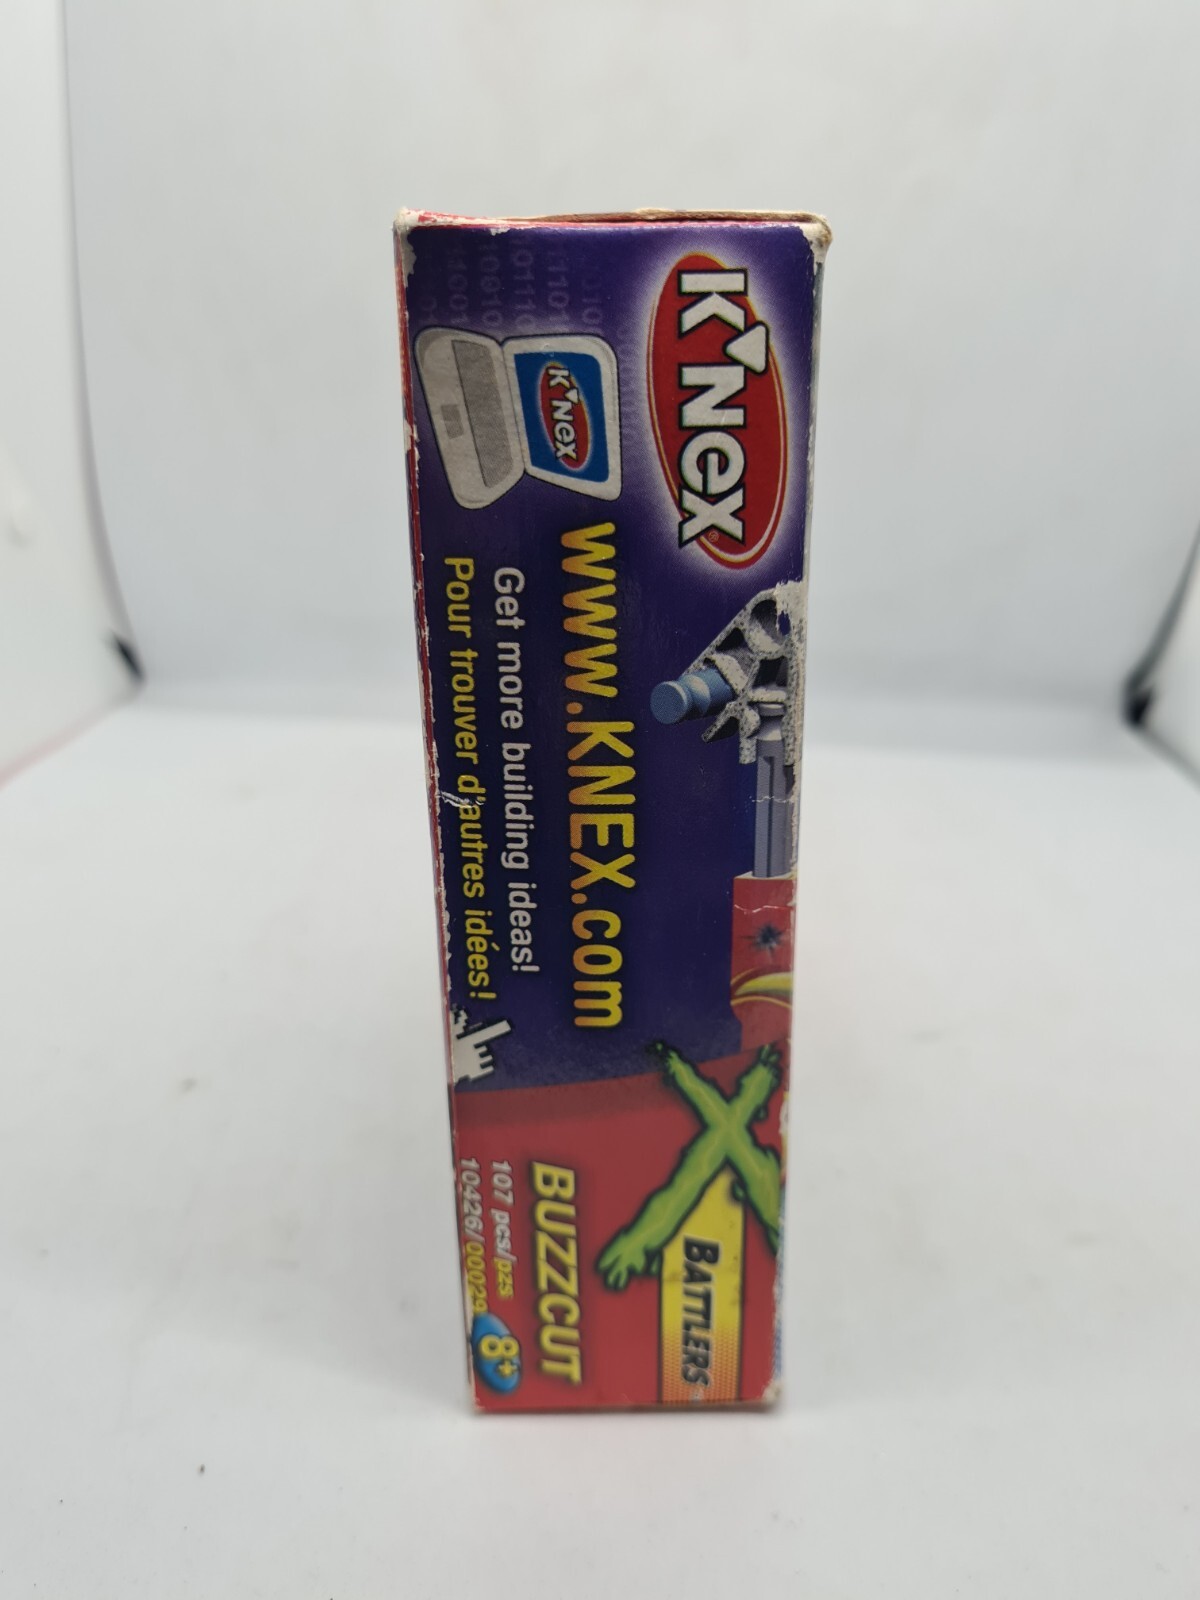 K'NEX
K'NEX
www.KNEX.com
Get more building ideas!
Pour trouver d'autres idées!
X
BATTLERS
BUZZCUT
107 pcs/pzs
10426/00029
8+